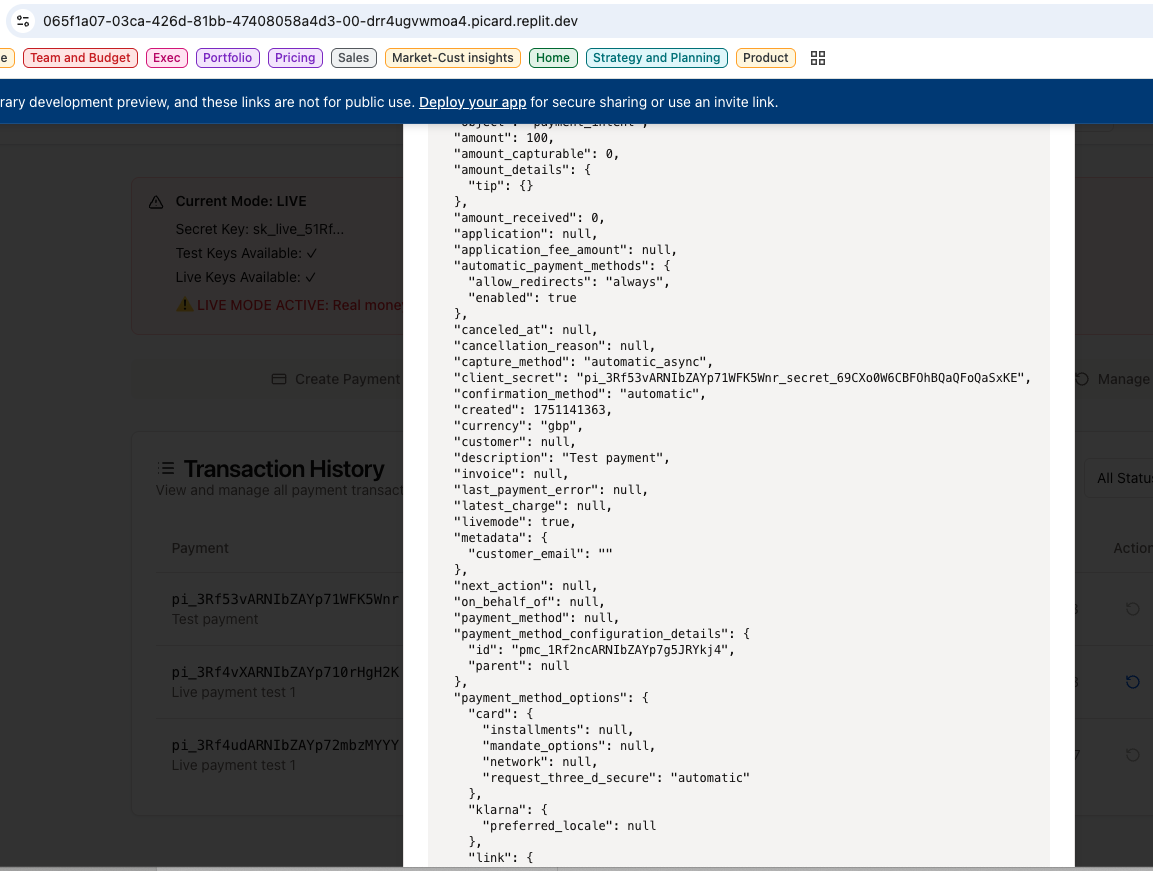 065f1a07-03ca-426d-81bb-47408058a4d3-00-drr4ugvwmoa4.picard.replit.dev
e Team and Budget Exec Portfolio Pricing Sales Market-Cust insights Home Strategy and Planning Product
rary development preview, and these links are not for public use. Deploy your app for secure sharing or use an invite link.
Current Mode: LIVE
Secret Key: sk_live_51Rf...
Test Keys Available: ✓
Live Keys Available: ✓
⚠️ LIVE MODE ACTIVE: Real mone
Create Payment
Manage
Transaction History
View and manage all payment transact
All Statu
Payment
Action
pi_3Rf53vARNIbZAYp71WFK5Wnr
Test payment
pi_3Rf4vXARNIbZAYp710rHgH2K
Live payment test 1
pi_3Rf4udARNIbZAYp72mbzMYYY
Live payment test 1
"object": "payment_intent",
"amount": 100,
"amount_capturable": 0,
"amount_details": {
"tip": {}
},
"amount_received": 0,
"application": null,
"application_fee_amount": null,
"automatic_payment_methods": {
"allow_redirects": "always",
"enabled": true
},
"canceled_at": null,
"cancellation_reason": null,
"capture_method": "automatic_async",
"client_secret": "pi_3Rf53vARNIbZAYp71WFK5Wnr_secret_69CXo0W6CBFOhBQaQFoQaSxKE",
"confirmation_method": "automatic",
"created": 1751141363,
"currency": "gbp",
"customer": null,
"description": "Test payment",
"invoice": null,
"last_payment_error": null,
"latest_charge": null,
"livemode": true,
"metadata": {
"customer_email": ""
},
"next_action": null,
"on_behalf_of": null,
"payment_method": null,
"payment_method_configuration_details": {
"id": "pmc_1Rf2ncARNIbZAYp7g5JRYkj4",
"parent": null
},
"payment_method_options": {
"card": {
"installments": null,
"mandate_options": null,
"network": null,
"request_three_d_secure": "automatic"
},
"klarna": {
"preferred_locale": null
},
"link": {